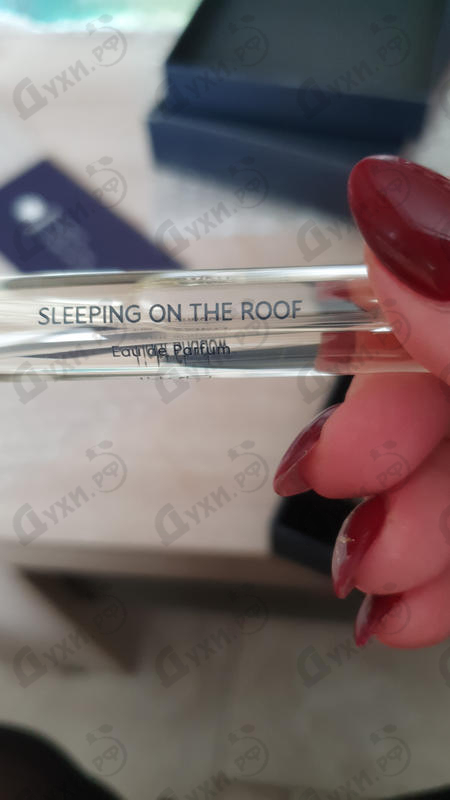 SLEEPING ON THE ROOF
Eau de Parfum
Духи.рф